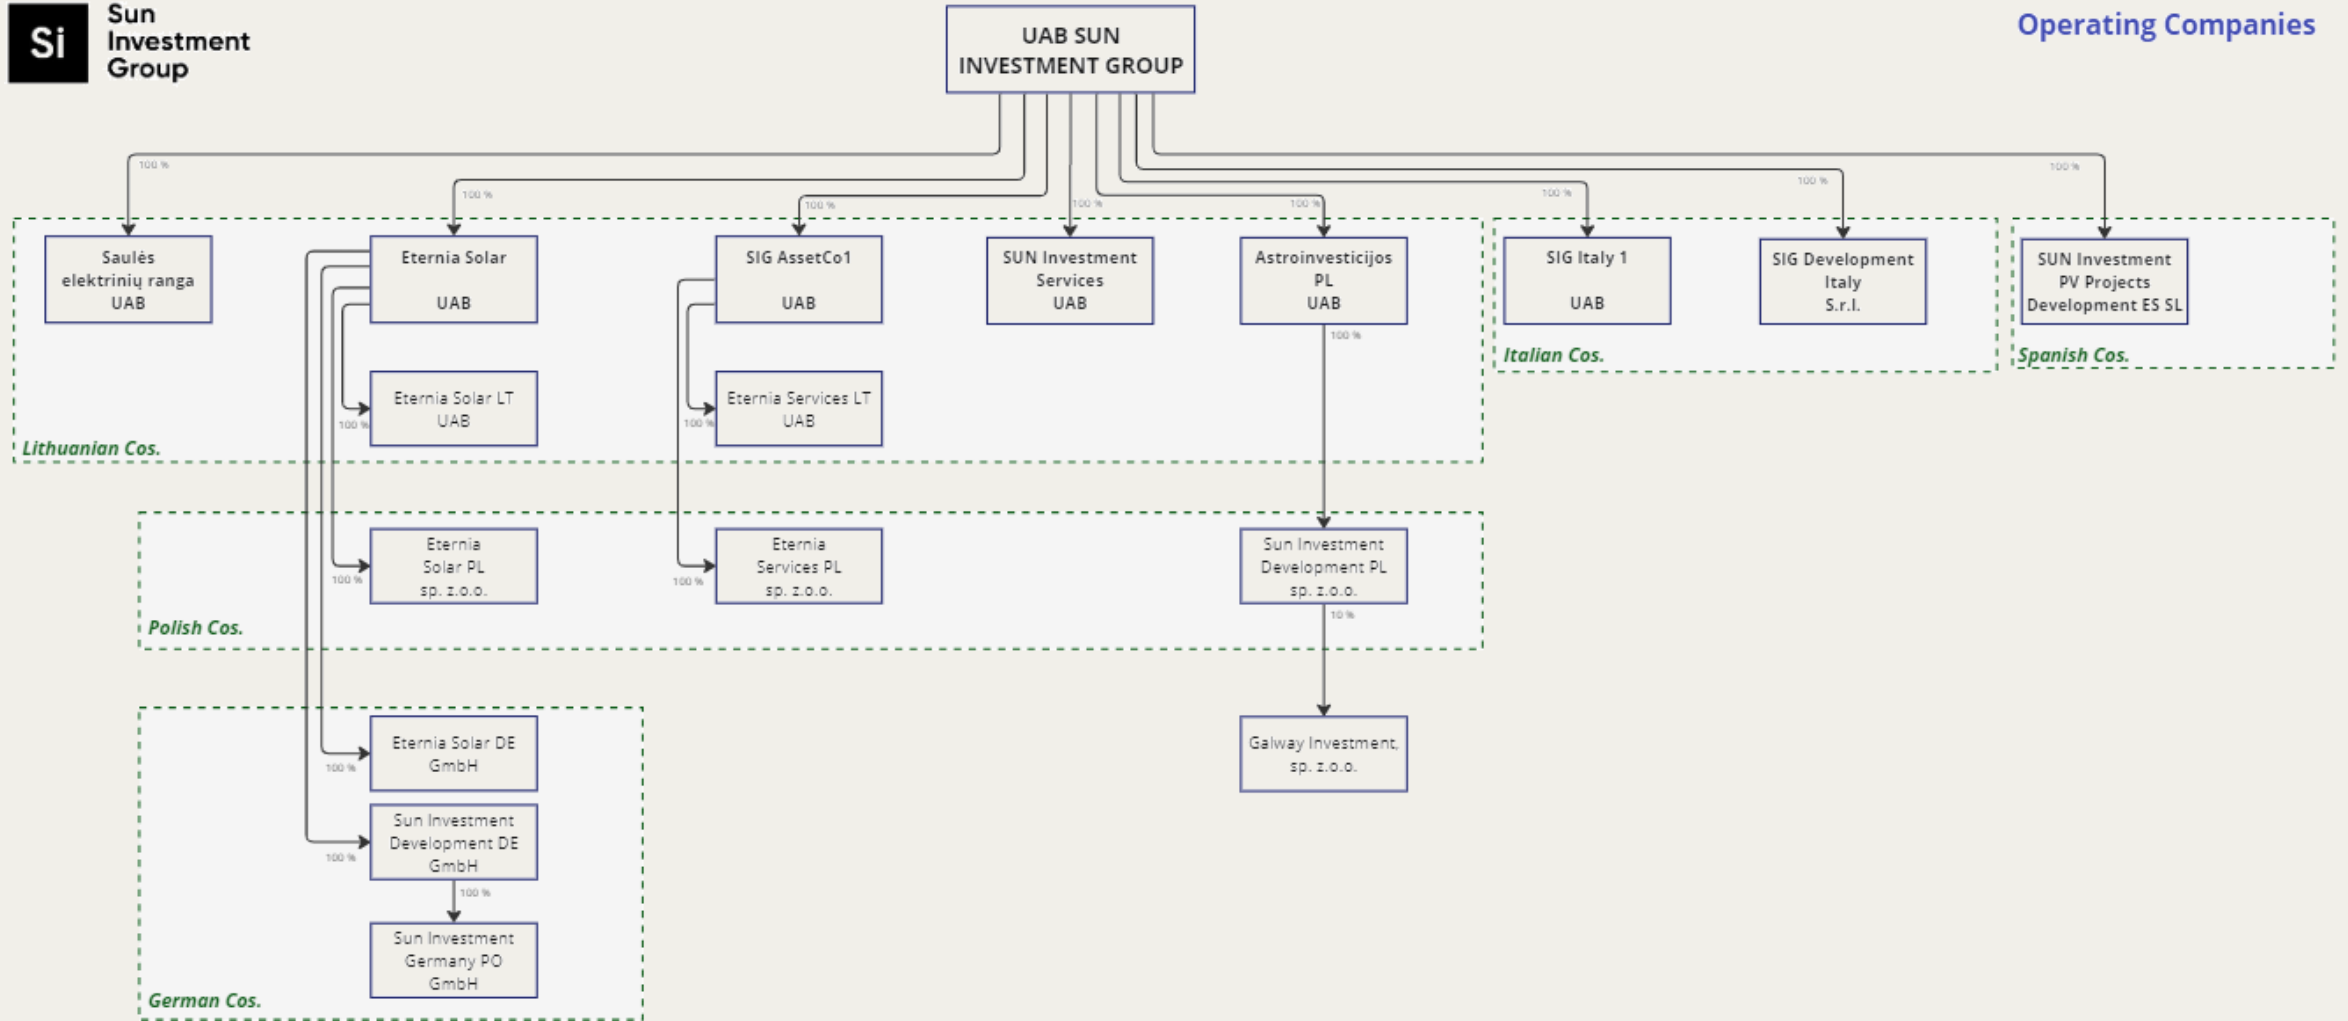 Si
Sun
Investment
Group
UAB SUN
INVESTMENT GROUP
Operating Companies
100 %
100 %
100 %
100 %
100 %
100 %
100 %
100 %
Saulės
elektrinių ranga
UAB
Eternia Solar
UAB
SIG AssetCo1
UAB
SUN Investment
Services
UAB
Astroinvesticijos
PL
UAB
SIG Italy 1
UAB
SIG Development
Italy
S.r.l.
SUN Investment
PV Projects
Development ES SL
100 %
Italian Cos.
Spanish Cos.
Eternia Solar LT
UAB
100 %
Eternia Services LT
UAB
100 %
Lithuanian Cos.
Eternia
Solar PL
sp. z.o.o.
100 %
Eternia
Services PL
sp. z.o.o.
100 %
Sun Investment
Development PL
sp. z.o.o.
10 %
Polish Cos.
Eternia Solar DE
GmbH
100 %
Galway Investment,
sp. z.o.o.
Sun Investment
Development DE
GmbH
100 %
100 %
Sun Investment
Germany PO
GmbH
German Cos.